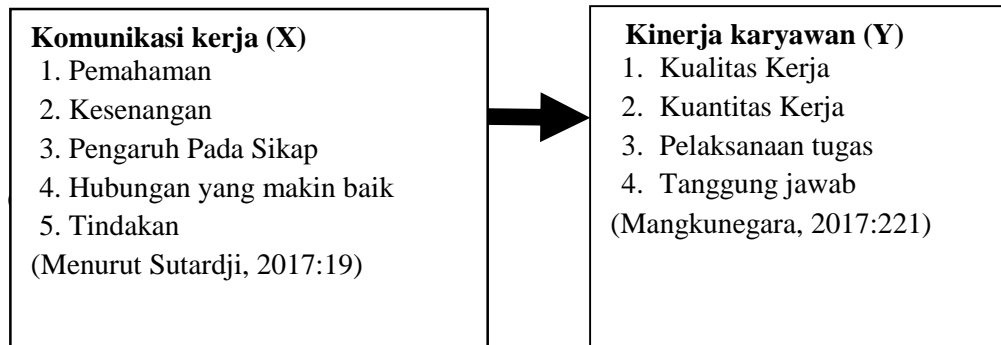 Komunikasi kerja (X)
1. Pemahaman
2. Kesenangan
3. Pengaruh Pada Sikap
4. Hubungan yang makin baik
5. Tindakan
(Menurut Sutardji, 2017:19)
Kinerja karyawan (Y)
1. Kualitas Kerja
2. Kuantitas Kerja
3. Pelaksanaan tugas
4. Tanggung jawab
(Mangkunegara, 2017:221)